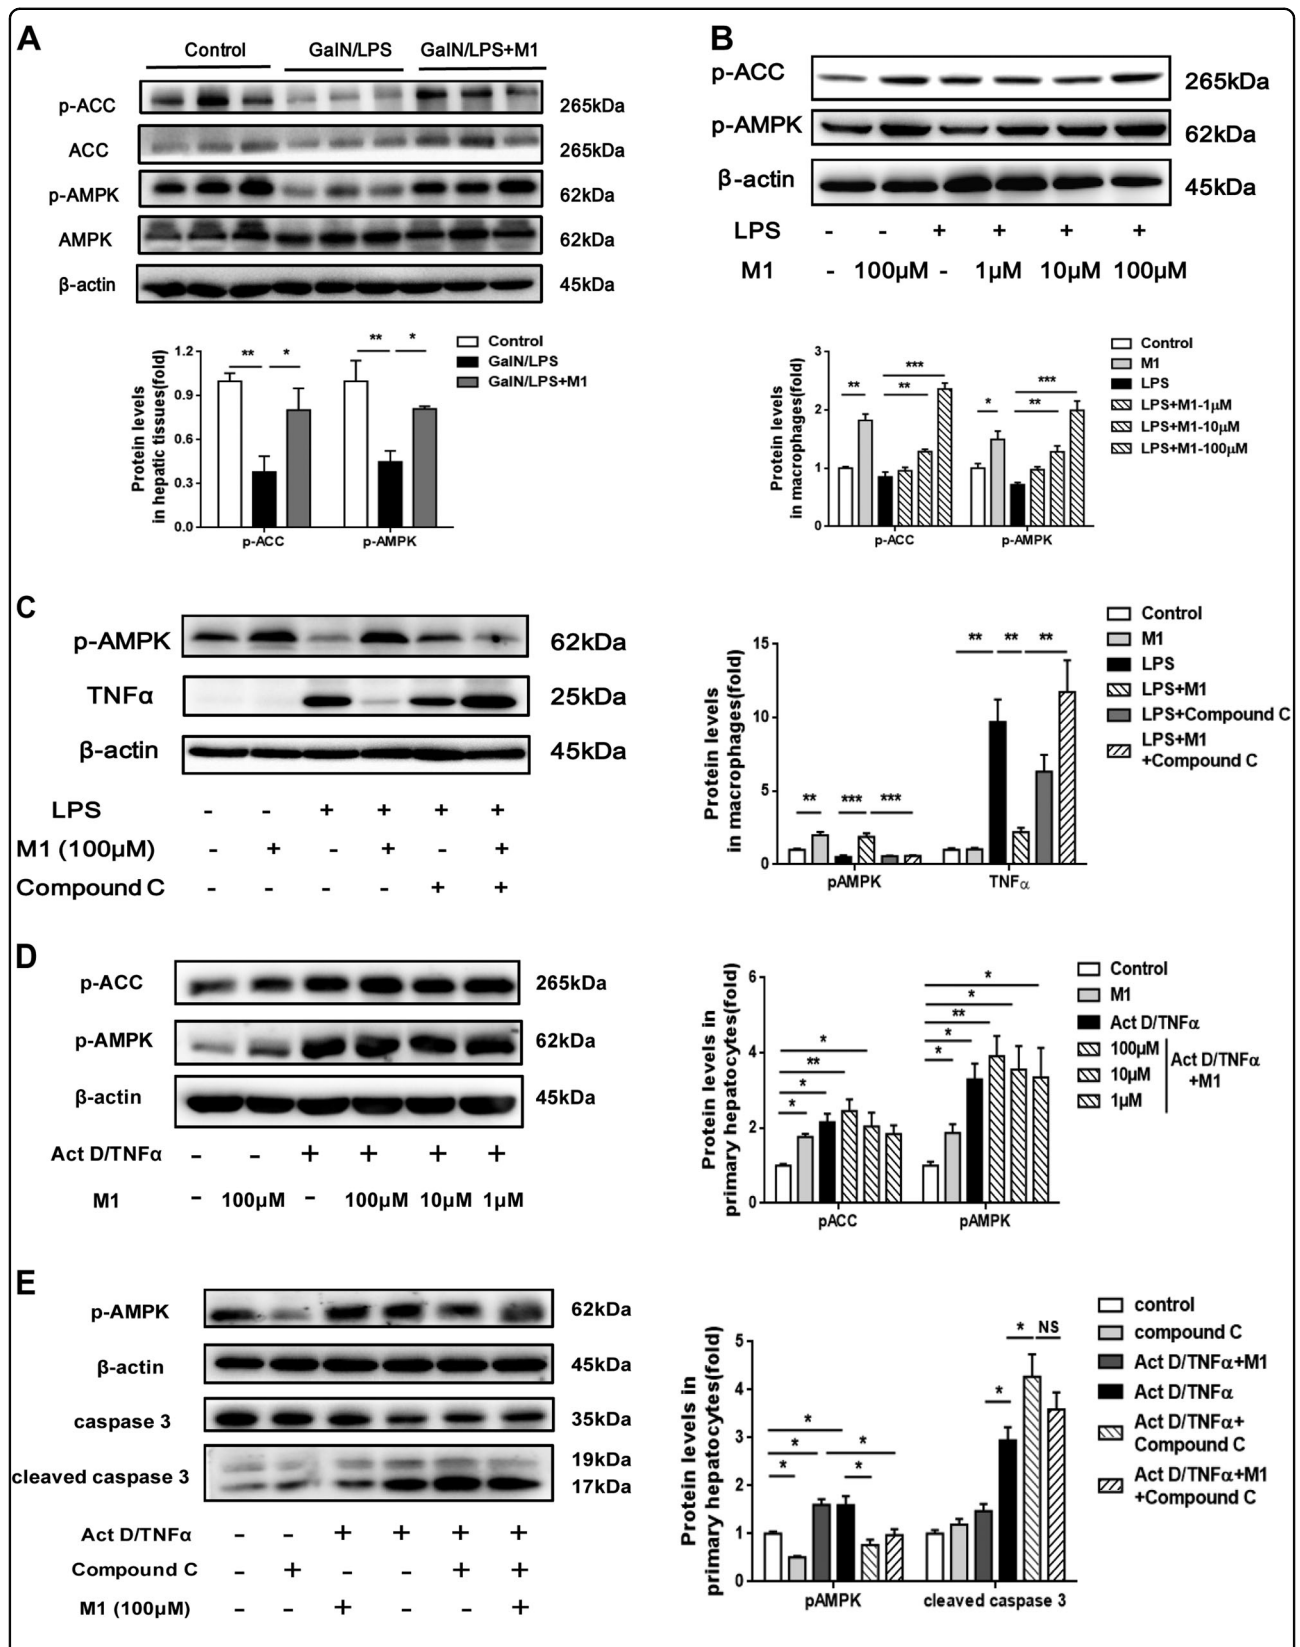 A
Control GalN/LPS GalN/LPS+M1
p-ACC 265kDa
ACC 265kDa
p-AMPK 62kDa
AMPK 62kDa
β-actin 45kDa
Protein levels
in hepatic tissues(fold)
1.2
0.9
0.6
0.3
0.0
** * ** *
p-ACC p-AMPK
Control
GalN/LPS
GalN/LPS+M1
B
p-ACC 265kDa
p-AMPK 62kDa
β-actin 45kDa
LPS - - + + + +
M1 - 100μM - 1μM 10μM 100μM
Protein levels
in macrophages(fold)
3
2
1
0
** ** *** * ** ***
p-ACC p-AMPK
Control
M1
LPS
LPS+M1-1μM
LPS+M1-10μM
LPS+M1-100μM
C
p-AMPK 62kDa
TNFα 25kDa
β-actin 45kDa
LPS - - + + + +
M1 (100μM) - + - + - +
Compound C - - - - + +
Protein levels
in macrophages(fold)
15
10
5
0
** *** *** ** ** **
pAMPK TNFα
Control
M1
LPS
LPS+M1
LPS+Compound C
LPS+M1
+Compound C
D
p-ACC 265kDa
p-AMPK 62kDa
β-actin 45kDa
Act D/TNFα - - + + + +
M1 - 100μM - 100μM 10μM 1μM
Protein levels in
primary hepatocytes(fold)
6
4
2
0
* * ** * * * ** * *
pACC pAMPK
Control
M1
Act D/TNFα
100μM
10μM
1μM
Act D/TNFα
+M1
E
p-AMPK 62kDa
β-actin 45kDa
caspase 3 35kDa
cleaved caspase 3 19kDa
17kDa
Act D/TNFα - - + + + +
Compound C - + - - + +
M1 (100μM) - - + - - +
Protein levels in
primary hepatocytes(fold)
5
4
3
2
1
0
* * * * * * * NS
pAMPK cleaved caspase 3
control
compound C
Act D/TNFα+M1
Act D/TNFα
Act D/TNFα+
Compound C
Act D/TNFα+M1
+Compound C